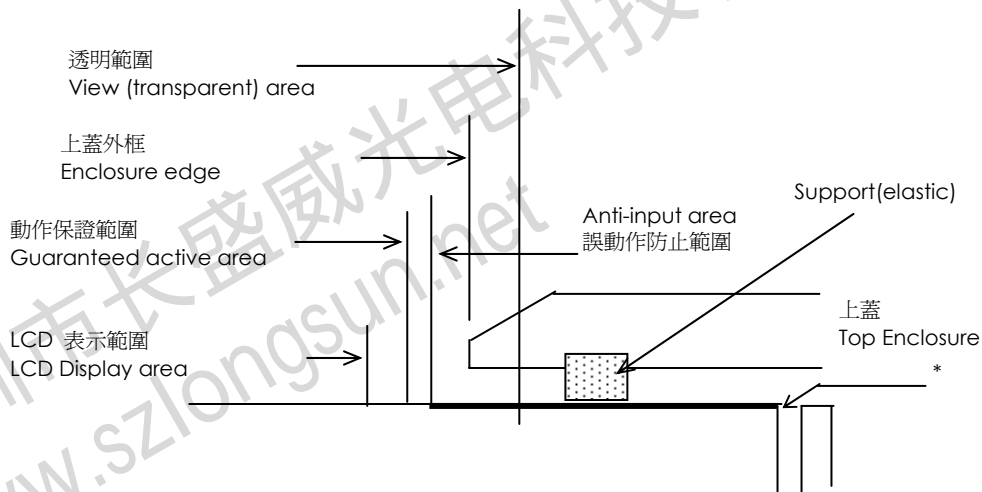 透明範圍
View (transparent) area
上蓋外框
Enclosure edge
動作保證範圍
Guaranteed active area
LCD 表示範圍
LCD Display area
Anti-input area
誤動作防止範圍
Support(elastic)
上蓋
Top Enclosure
*
市长盛威光电科技
www.szlongsun.net